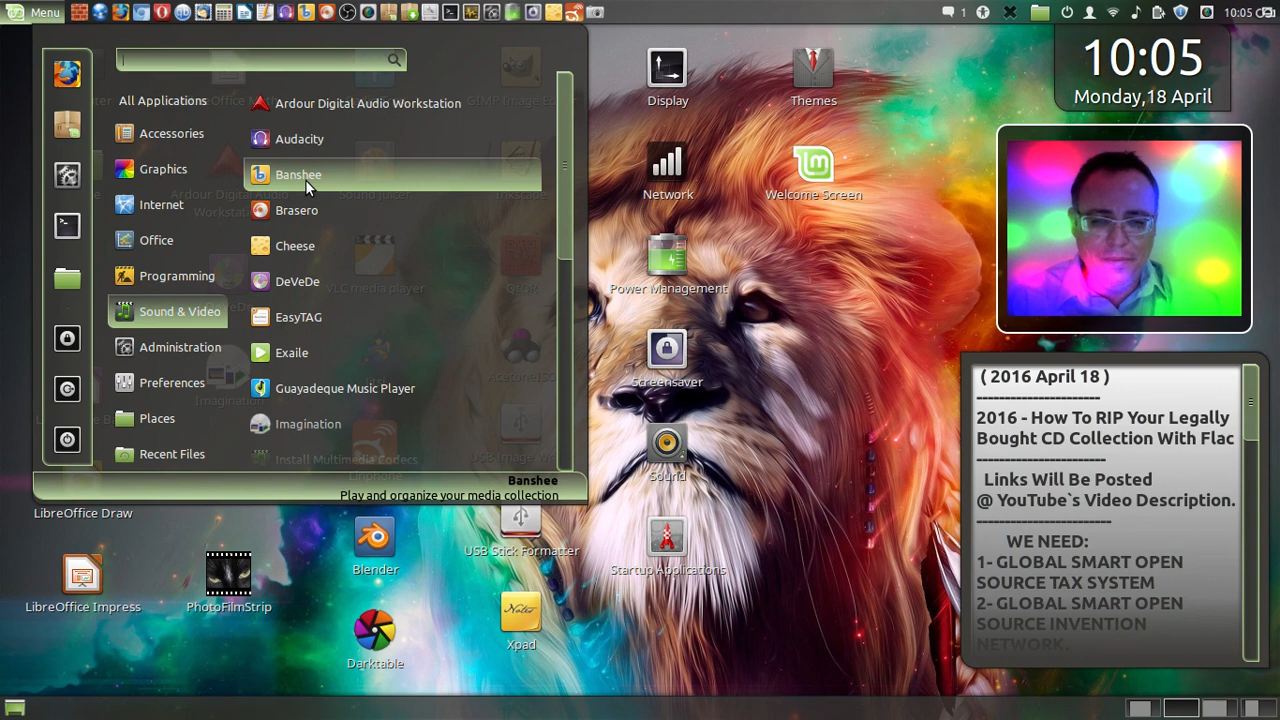 Menu
1
10:05
All Applications
Accessories
Graphics
Internet
Office
Programming
Sound & Video
Administration
Preferences
Places
Recent Files
Ardour Digital Audio Workstation
Audacity
Banshee
Brasero
Cheese
DeVeDe
EasyTAG
Exaile
Guayadeque Music Player
Imagination
Install Multimedia Codecs
Banshee
Play and organize your media collection
VLC media player
Display
Themes
Network
Welcome Screen
Power Management
Screensaver
Sound
Startup Applications
LibreOffice Draw
LibreOffice Impress
PhotoFilmStrip
Blender
Darktable
USB Stick Formatter
Notes
Xpad
10:05
Monday,18 April
( 2016 April 18 )
-----------------------
2016 - How To RIP Your Legally
Bought CD Collection With Flac
------------------------
Links Will Be Posted
@ YouTube`s Video Description.
-------------------------
WE NEED:
1- GLOBAL SMART OPEN
SOURCE TAX SYSTEM
2- GLOBAL SMART OPEN
SOURCE INVENTION
NETWORK.